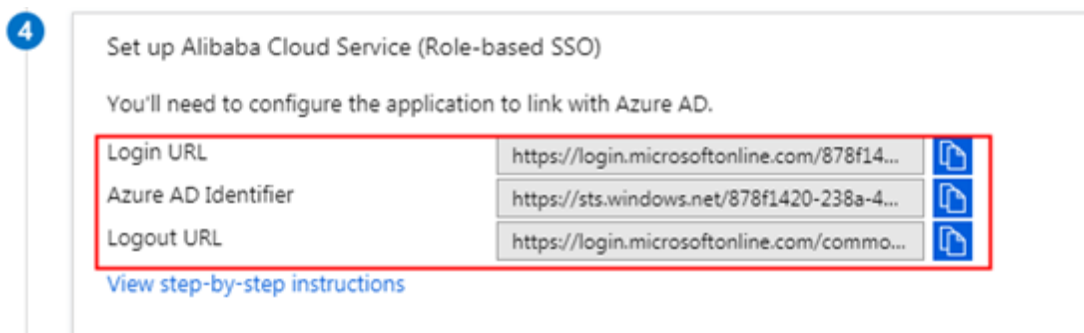 4
Set up Alibaba Cloud Service (Role-based SSO)
You'll need to configure the application to link with Azure AD.
Login URL https://login.microsoftonline.com/878f14...
Azure AD Identifier https://sts.windows.net/878f1420-238a-4...
Logout URL https://login.microsoftonline.com/commo...
View step-by-step instructions